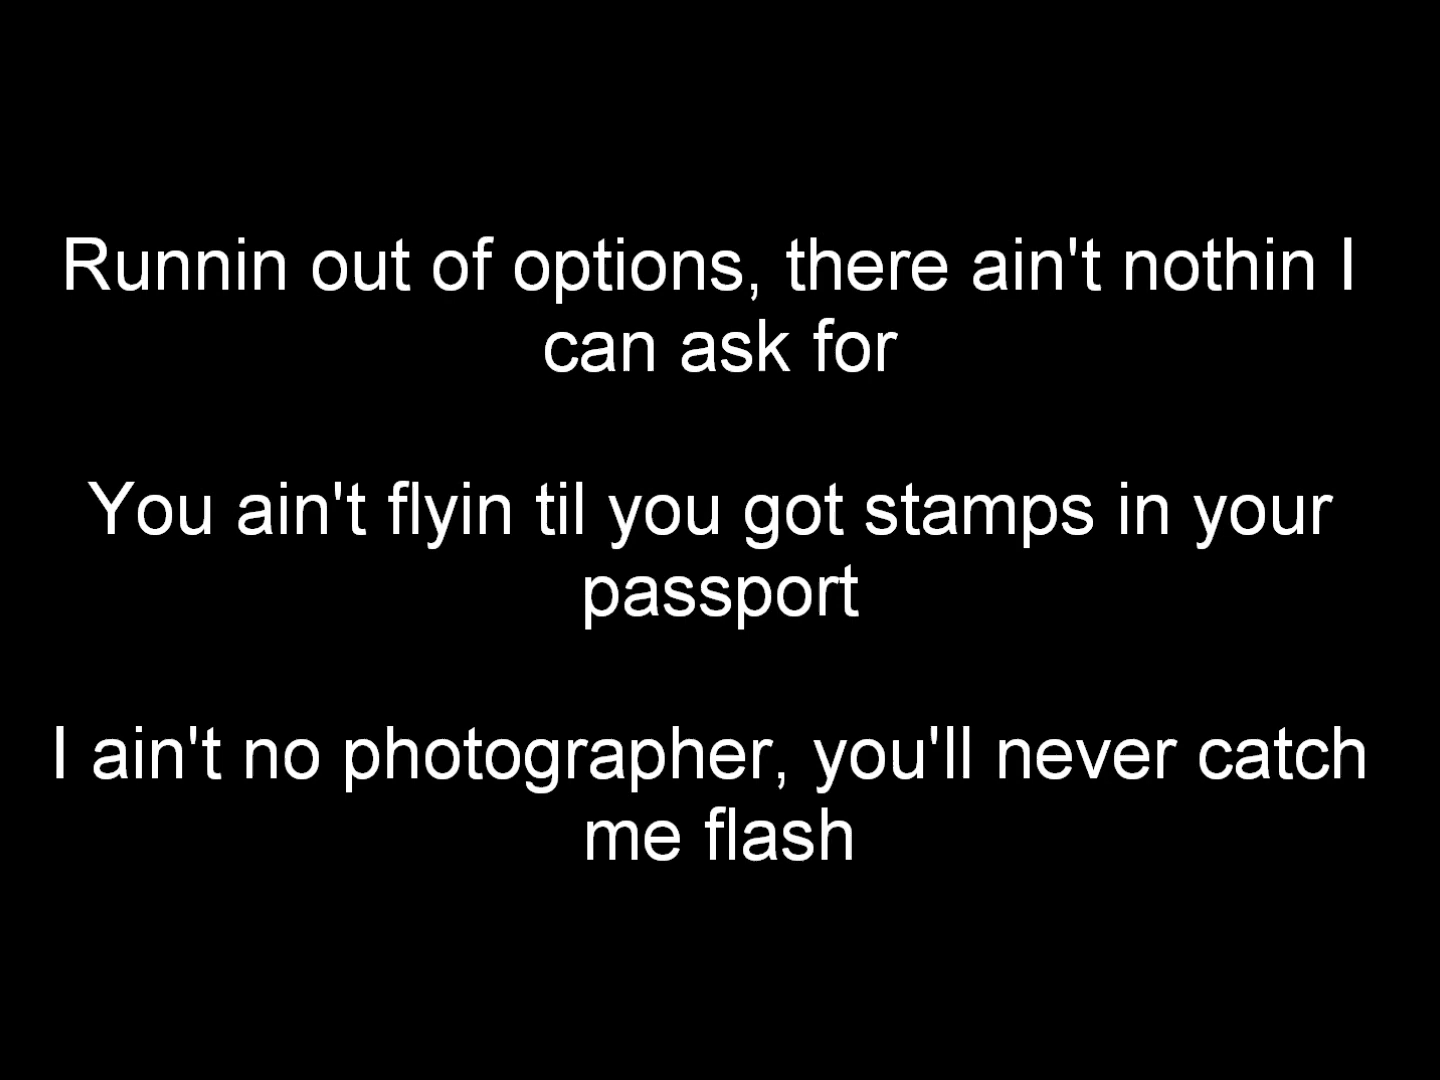 Runnin out of options, there ain't nothin I
can ask for
You ain't flyin til you got stamps in your
passport
I ain't no photographer, you'll never catch
me flash